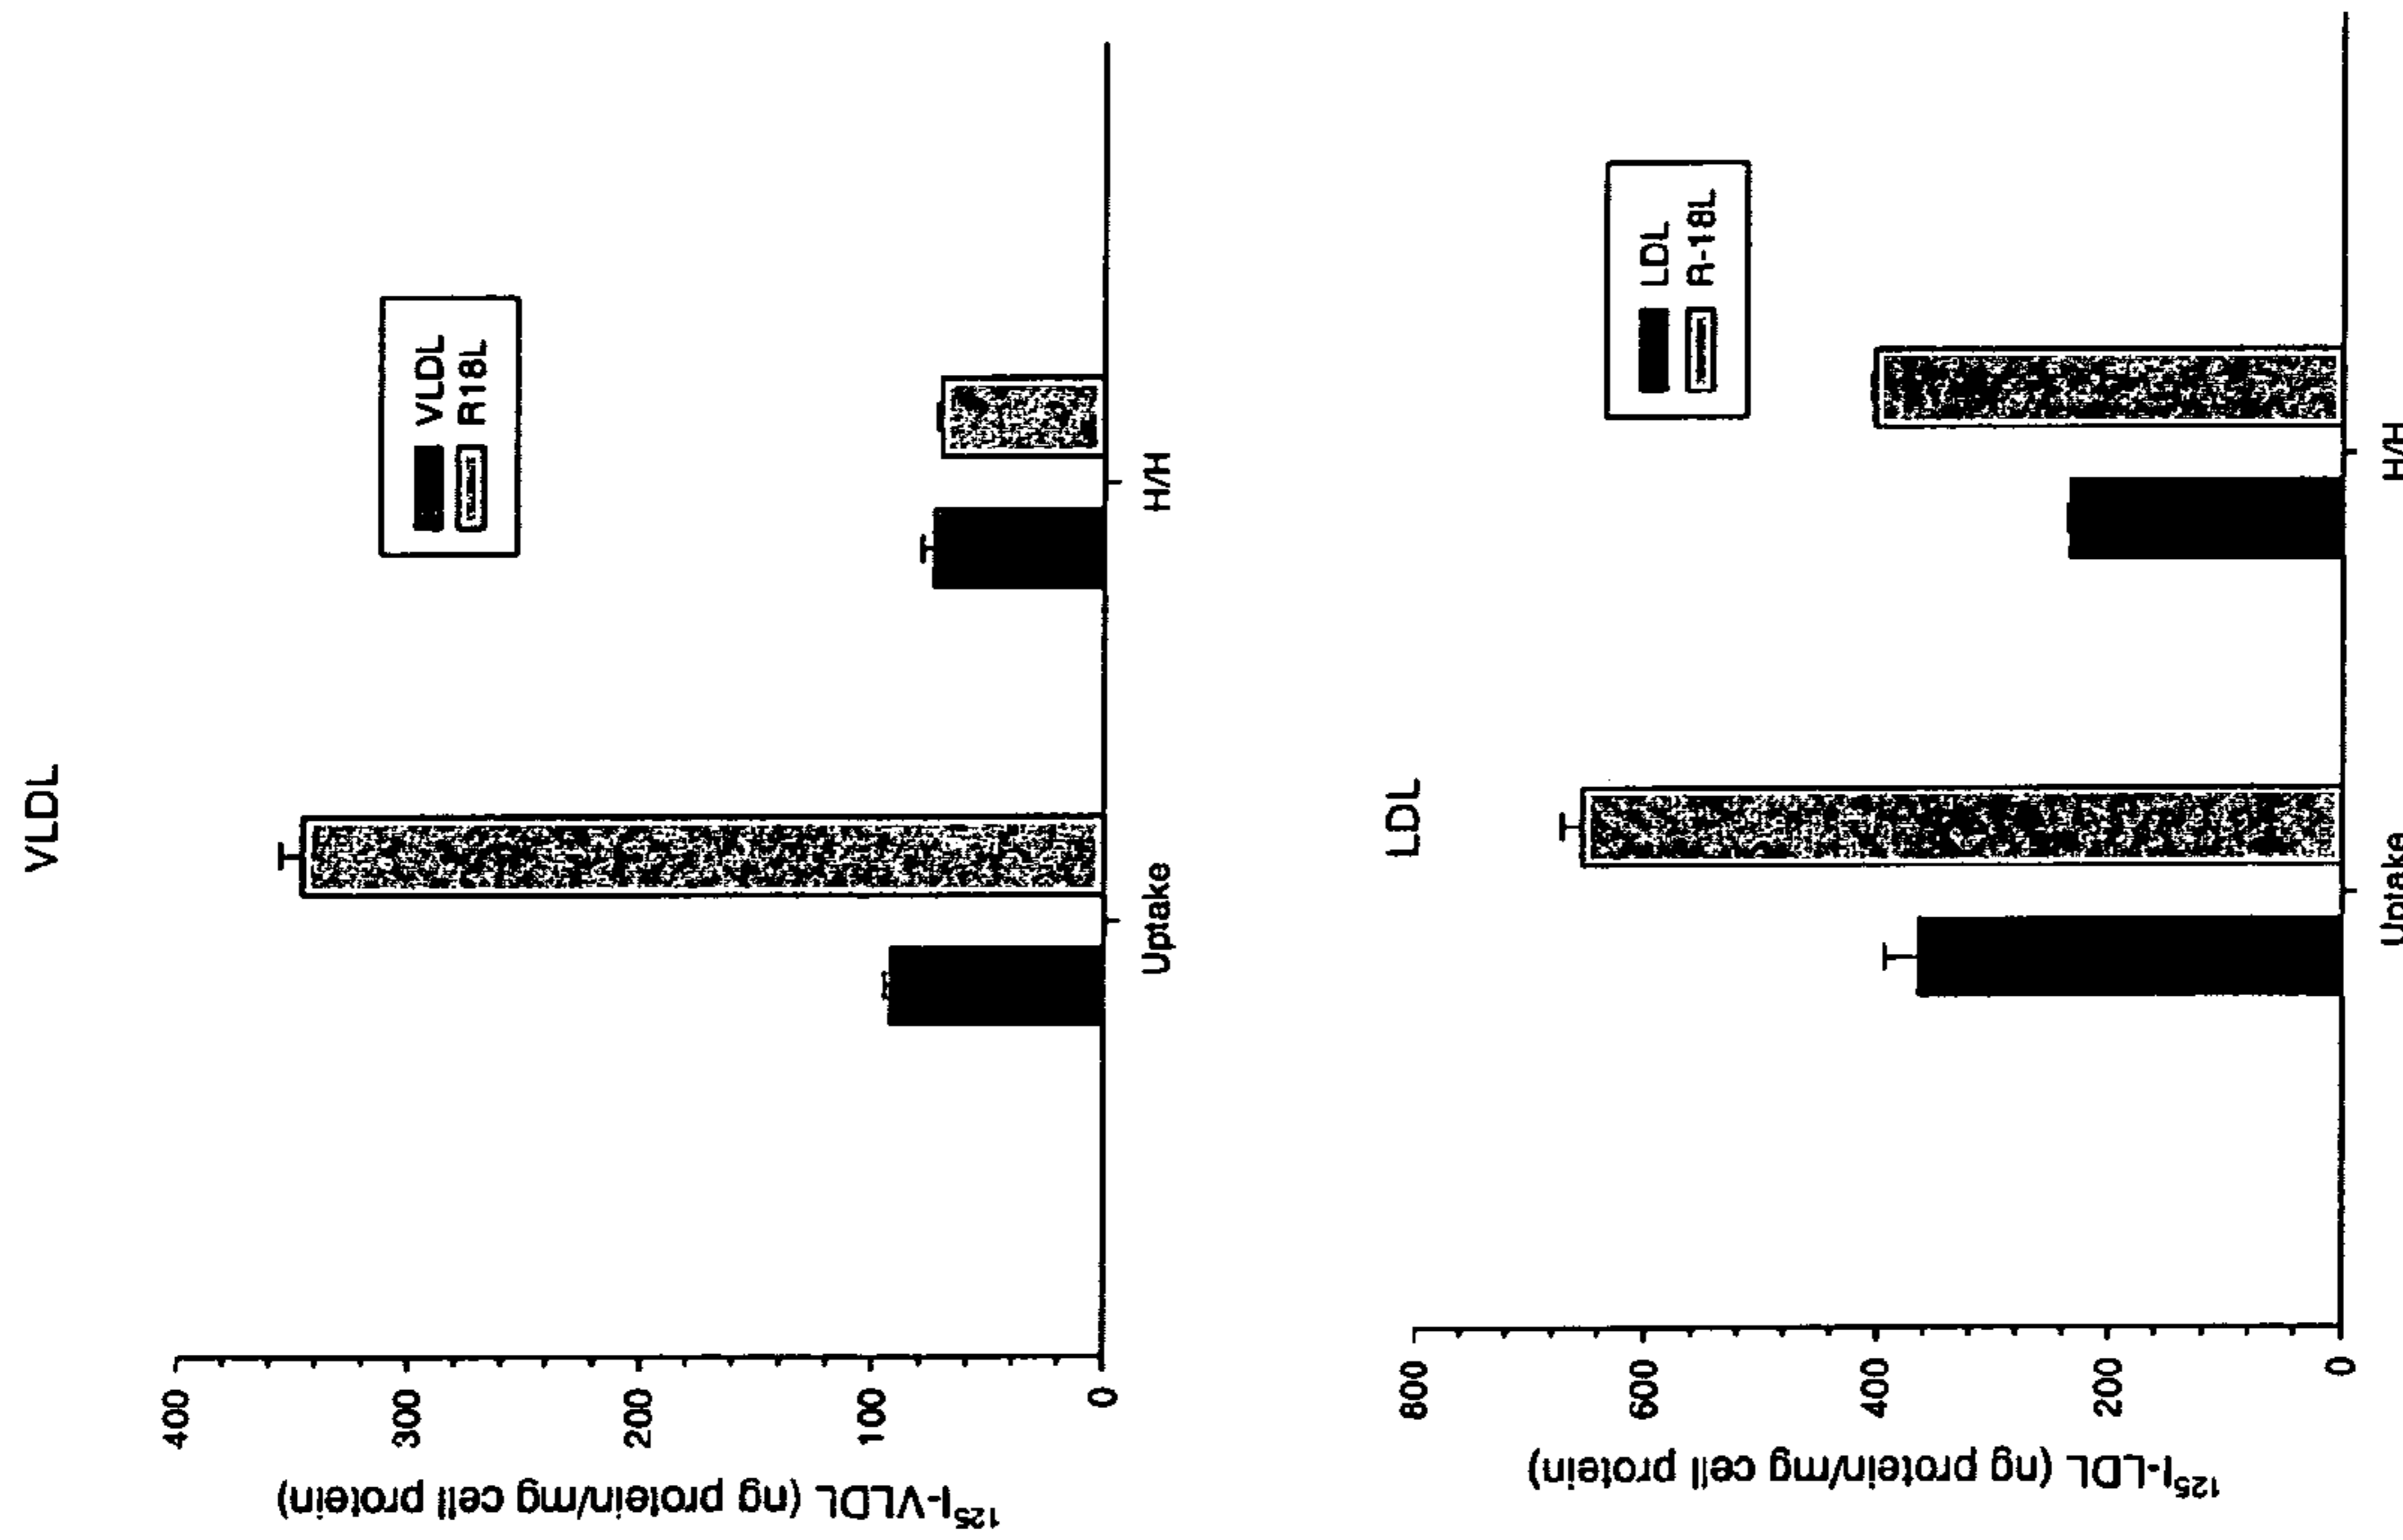 VLDL
¹²⁵I-VLDL (ng protein/mg cell protein)
400
300
200
100
0
VLDL
R18L
Uptake
H/H
LDL
¹²⁵I-LDL (ng protein/mg cell protein)
800
600
400
200
0
LDL
R-18L
Uptake
H/H